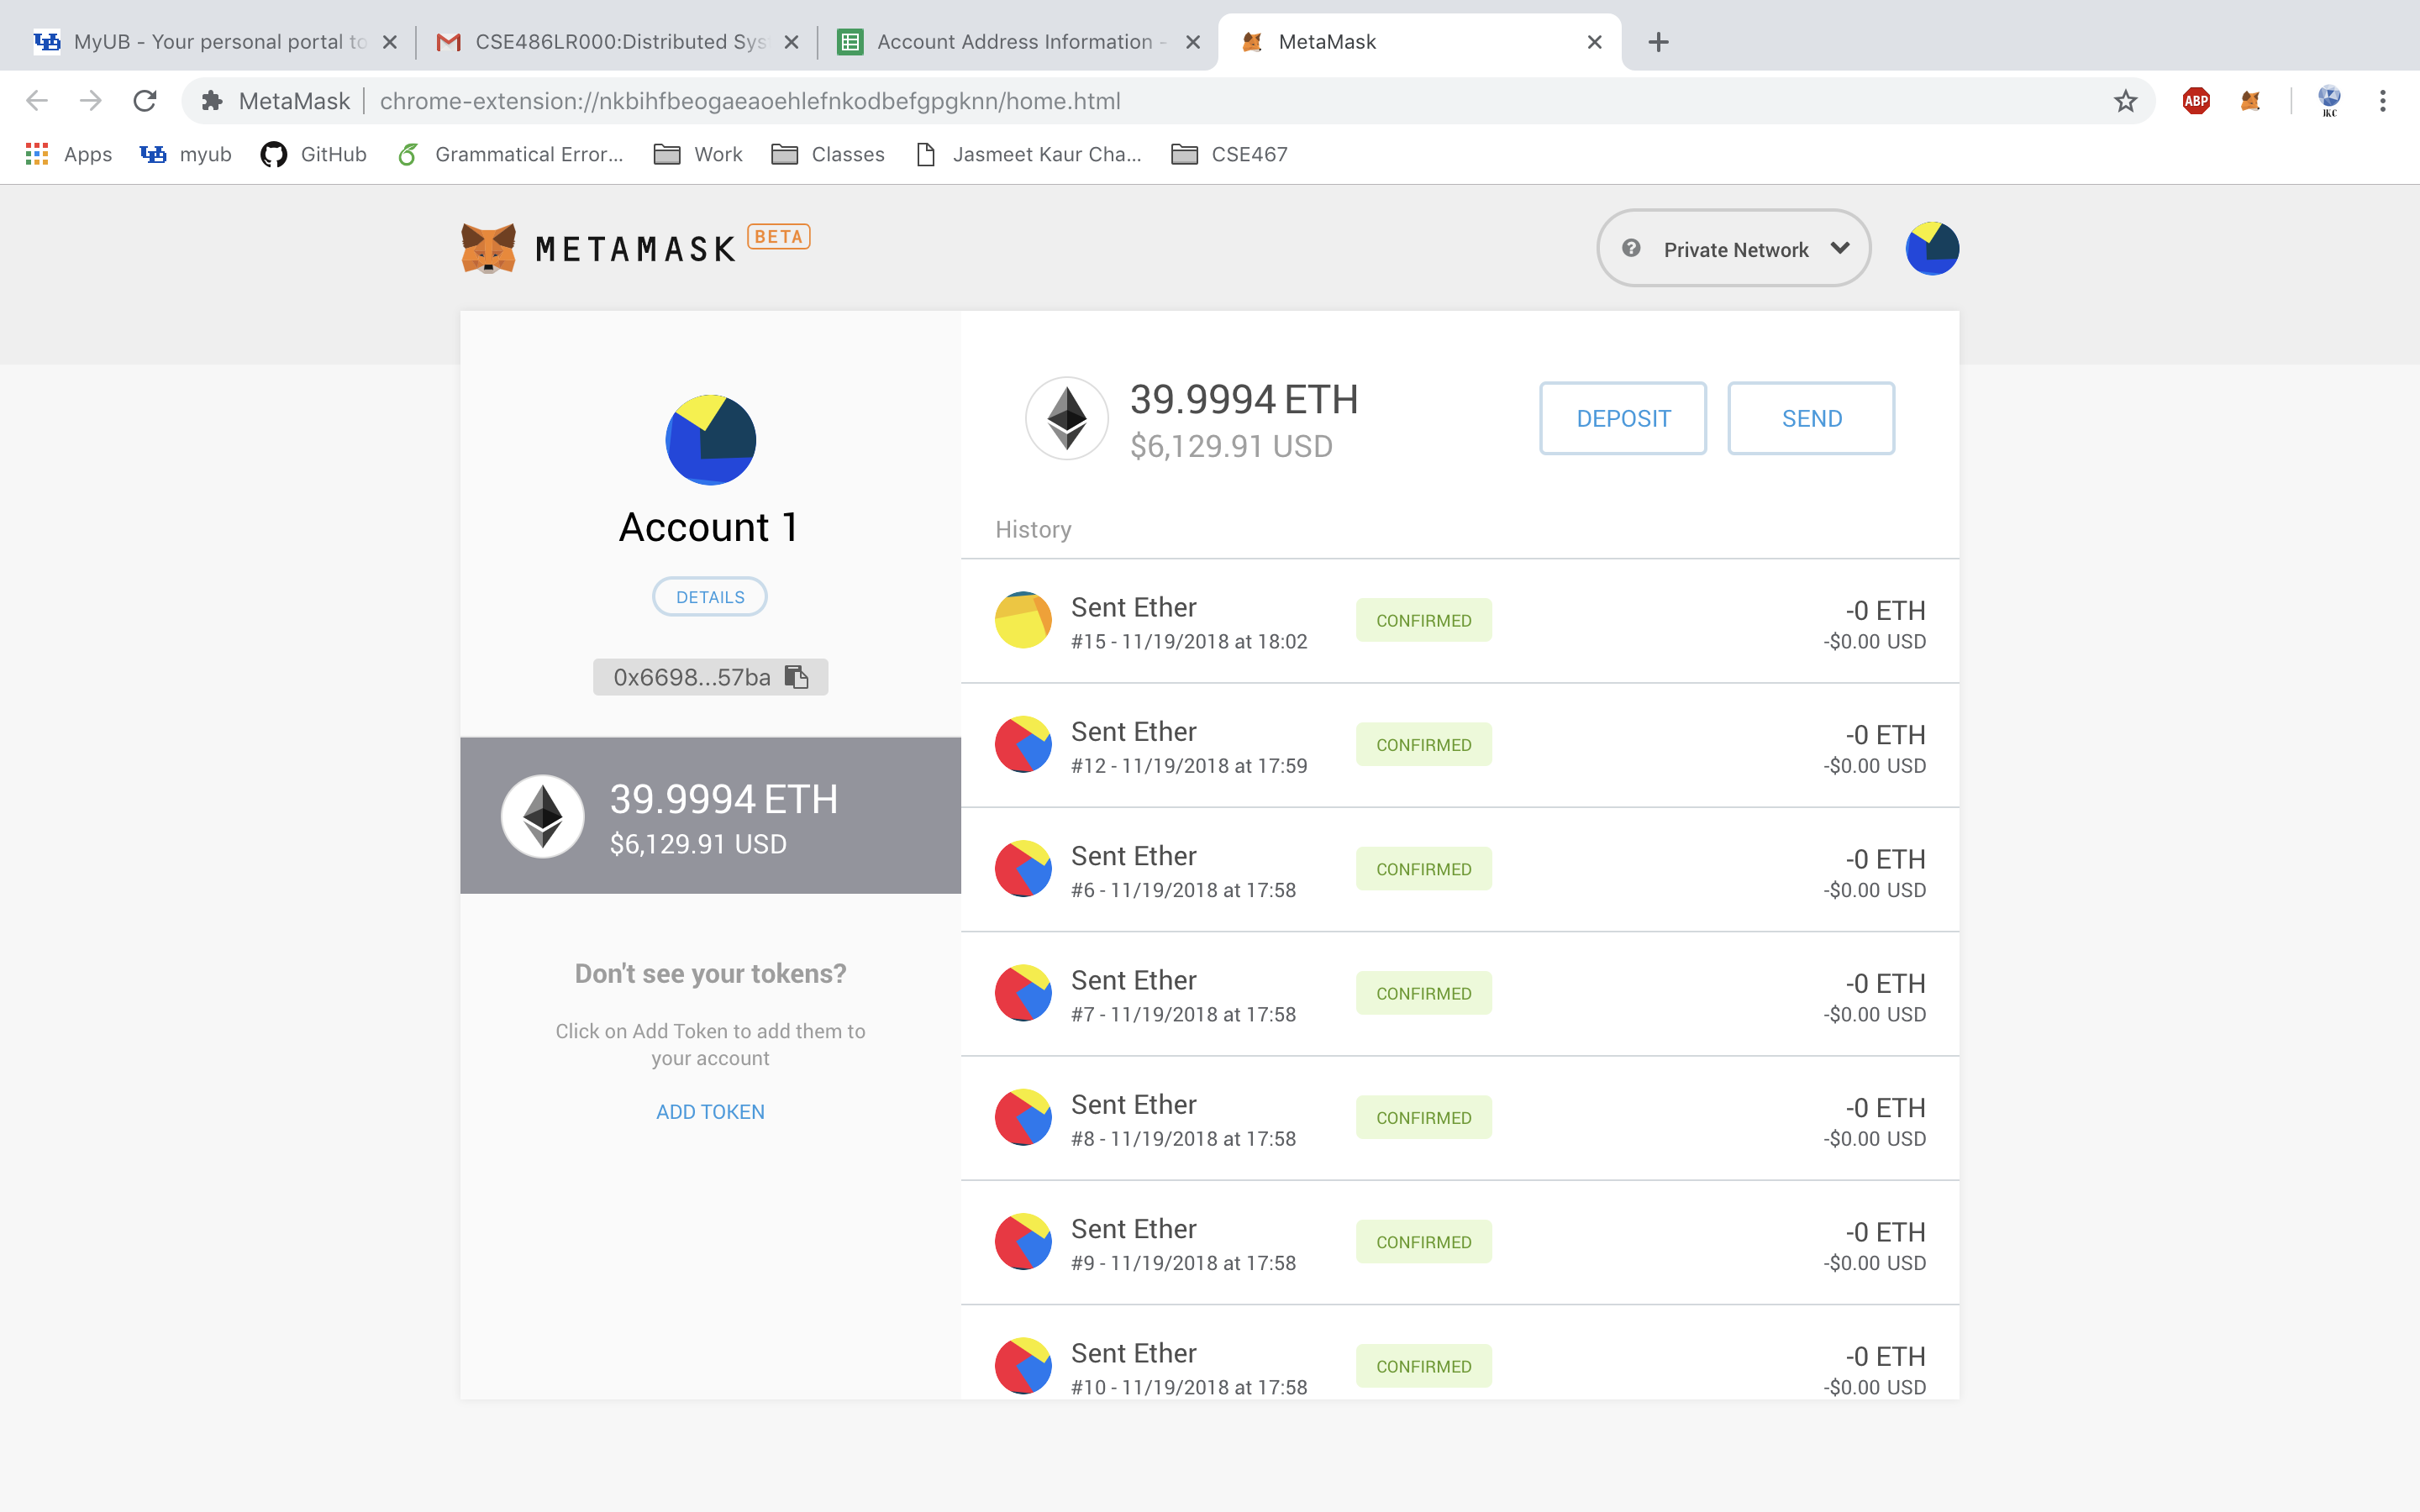 MyUB - Your personal portal to
CSE486LR000:Distributed Sys
Account Address Information -
MetaMask
MetaMask
chrome-extension://nkbihfbeogaeaoehlefnkodbefgpgknn/home.html
ABP
JKC
Apps
myub
GitHub
Grammatical Error...
Work
Classes
Jasmeet Kaur Cha...
CSE467
METAMASK
BETA
Private Network
Account 1
DETAILS
0x6698...57ba
39.9994 ETH
$6,129.91 USD
Don't see your tokens?
Click on Add Token to add them to
your account
ADD TOKEN
39.9994 ETH
$6,129.91 USD
DEPOSIT
SEND
History
Sent Ether
#15 - 11/19/2018 at 18:02
CONFIRMED
-0 ETH
-$0.00 USD
Sent Ether
#12 - 11/19/2018 at 17:59
CONFIRMED
-0 ETH
-$0.00 USD
Sent Ether
#6 - 11/19/2018 at 17:58
CONFIRMED
-0 ETH
-$0.00 USD
Sent Ether
#7 - 11/19/2018 at 17:58
CONFIRMED
-0 ETH
-$0.00 USD
Sent Ether
#8 - 11/19/2018 at 17:58
CONFIRMED
-0 ETH
-$0.00 USD
Sent Ether
#9 - 11/19/2018 at 17:58
CONFIRMED
-0 ETH
-$0.00 USD
Sent Ether
#10 - 11/19/2018 at 17:58
CONFIRMED
-0 ETH
-$0.00 USD